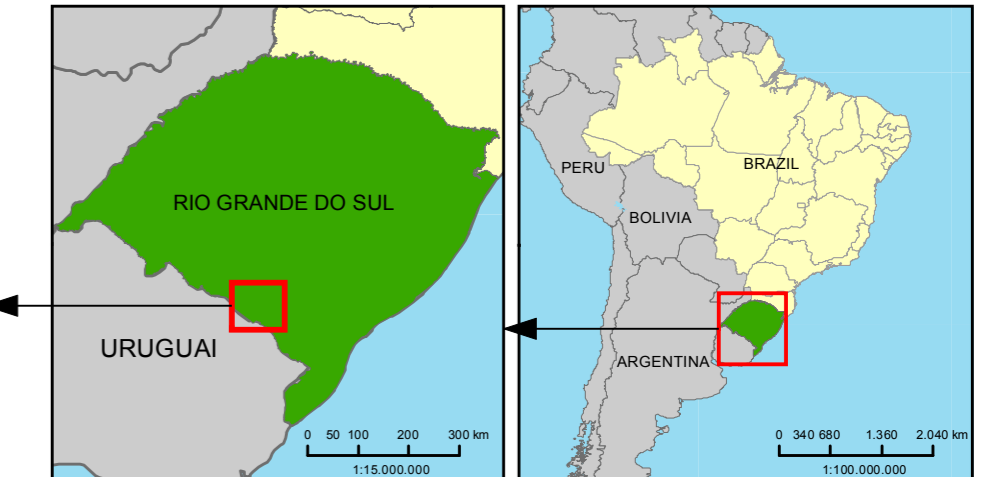 RIO GRANDE DO SUL
URUGUAI
0 50 100 200 300 km
1:15.000.000
PERU
BRAZIL
BOLIVIA
ARGENTINA
0 340 680 1.360 2.040 km
1:100.000.000